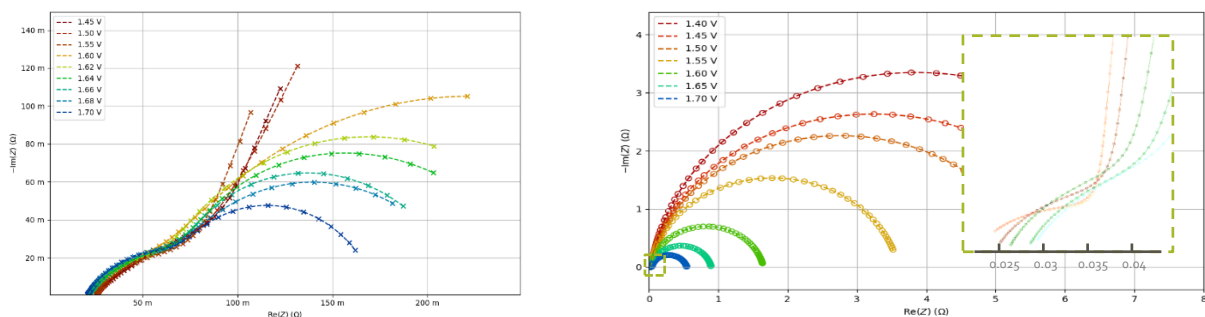 140 m
120 m
100 m
80 m
60 m
40 m
20 m
−Im(Z) (Ω)
1.45 V
1.50 V
1.55 V
1.60 V
1.62 V
1.64 V
1.66 V
1.68 V
1.70 V
50 m 100 m 150 m 200 m
Re(Z) (Ω)
4
3
2
1
0
−Im(Z) (Ω)
1.40 V
1.45 V
1.50 V
1.55 V
1.60 V
1.65 V
1.70 V
0.025 0.03 0.035 0.04
0 1 2 3 4 5 6 7 8
Re(Z) (Ω)